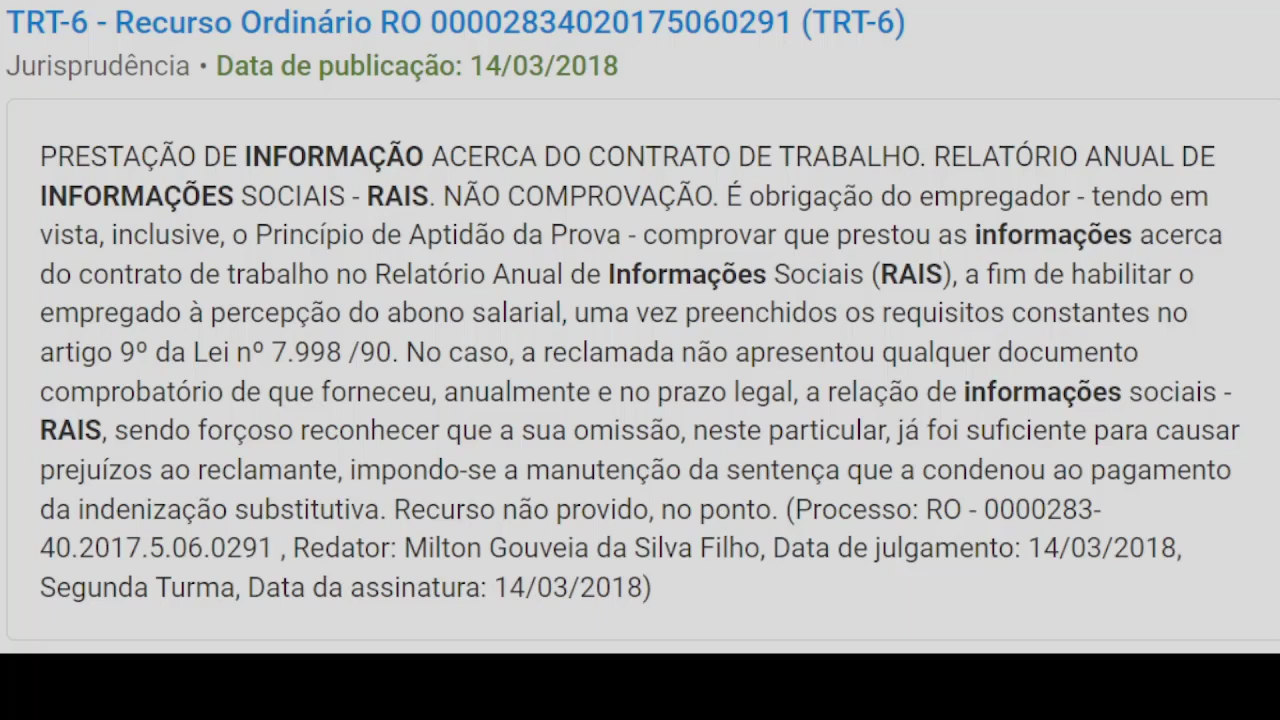 TRT-6 - Recurso Ordinário RO 00002834020175060291 (TRT-6)
Jurisprudência • Data de publicação: 14/03/2018
PRESTAÇÃO DE INFORMAÇÃO ACERCA DO CONTRATO DE TRABALHO. RELATÓRIO ANUAL DE
INFORMAÇÕES SOCIAIS - RAIS. NÃO COMPROVAÇÃO. É obrigação do empregador - tendo em
vista, inclusive, o Princípio de Aptidão da Prova - comprovar que prestou as informações acerca
do contrato de trabalho no Relatório Anual de Informações Sociais (RAIS), a fim de habilitar o
empregado à percepção do abono salarial, uma vez preenchidos os requisitos constantes no
artigo 9º da Lei nº 7.998 /90. No caso, a reclamada não apresentou qualquer documento
comprobatório de que forneceu, anualmente e no prazo legal, a relação de informações sociais -
RAIS, sendo forçoso reconhecer que a sua omissão, neste particular, já foi suficiente para causar
prejuízos ao reclamante, impondo-se a manutenção da sentença que a condenou ao pagamento
da indenização substitutiva. Recurso não provido, no ponto. (Processo: RO - 0000283-
40.2017.5.06.0291 , Redator: Milton Gouveia da Silva Filho, Data de julgamento: 14/03/2018,
Segunda Turma, Data da assinatura: 14/03/2018)